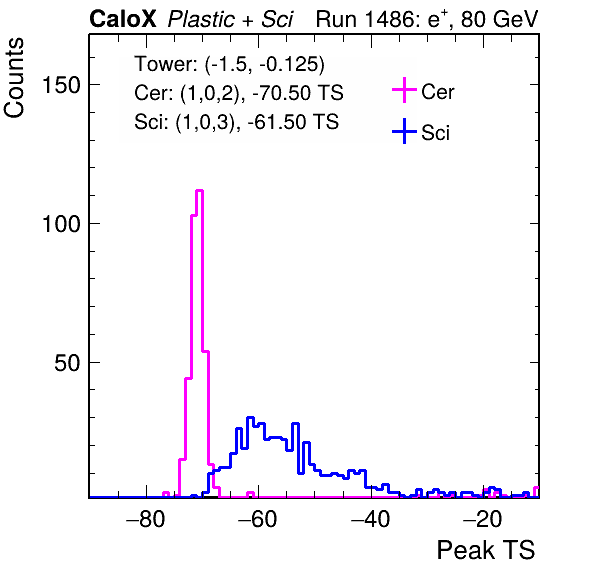 CaloX Plastic + Sci Run 1486: e+, 80 GeV
Counts
Tower: (-1.5, -0.125)
Cer: (1,0,2), -70.50 TS
Sci: (1,0,3), -61.50 TS
Cer
Sci
150
100
50
−80 −60 −40 −20
Peak TS